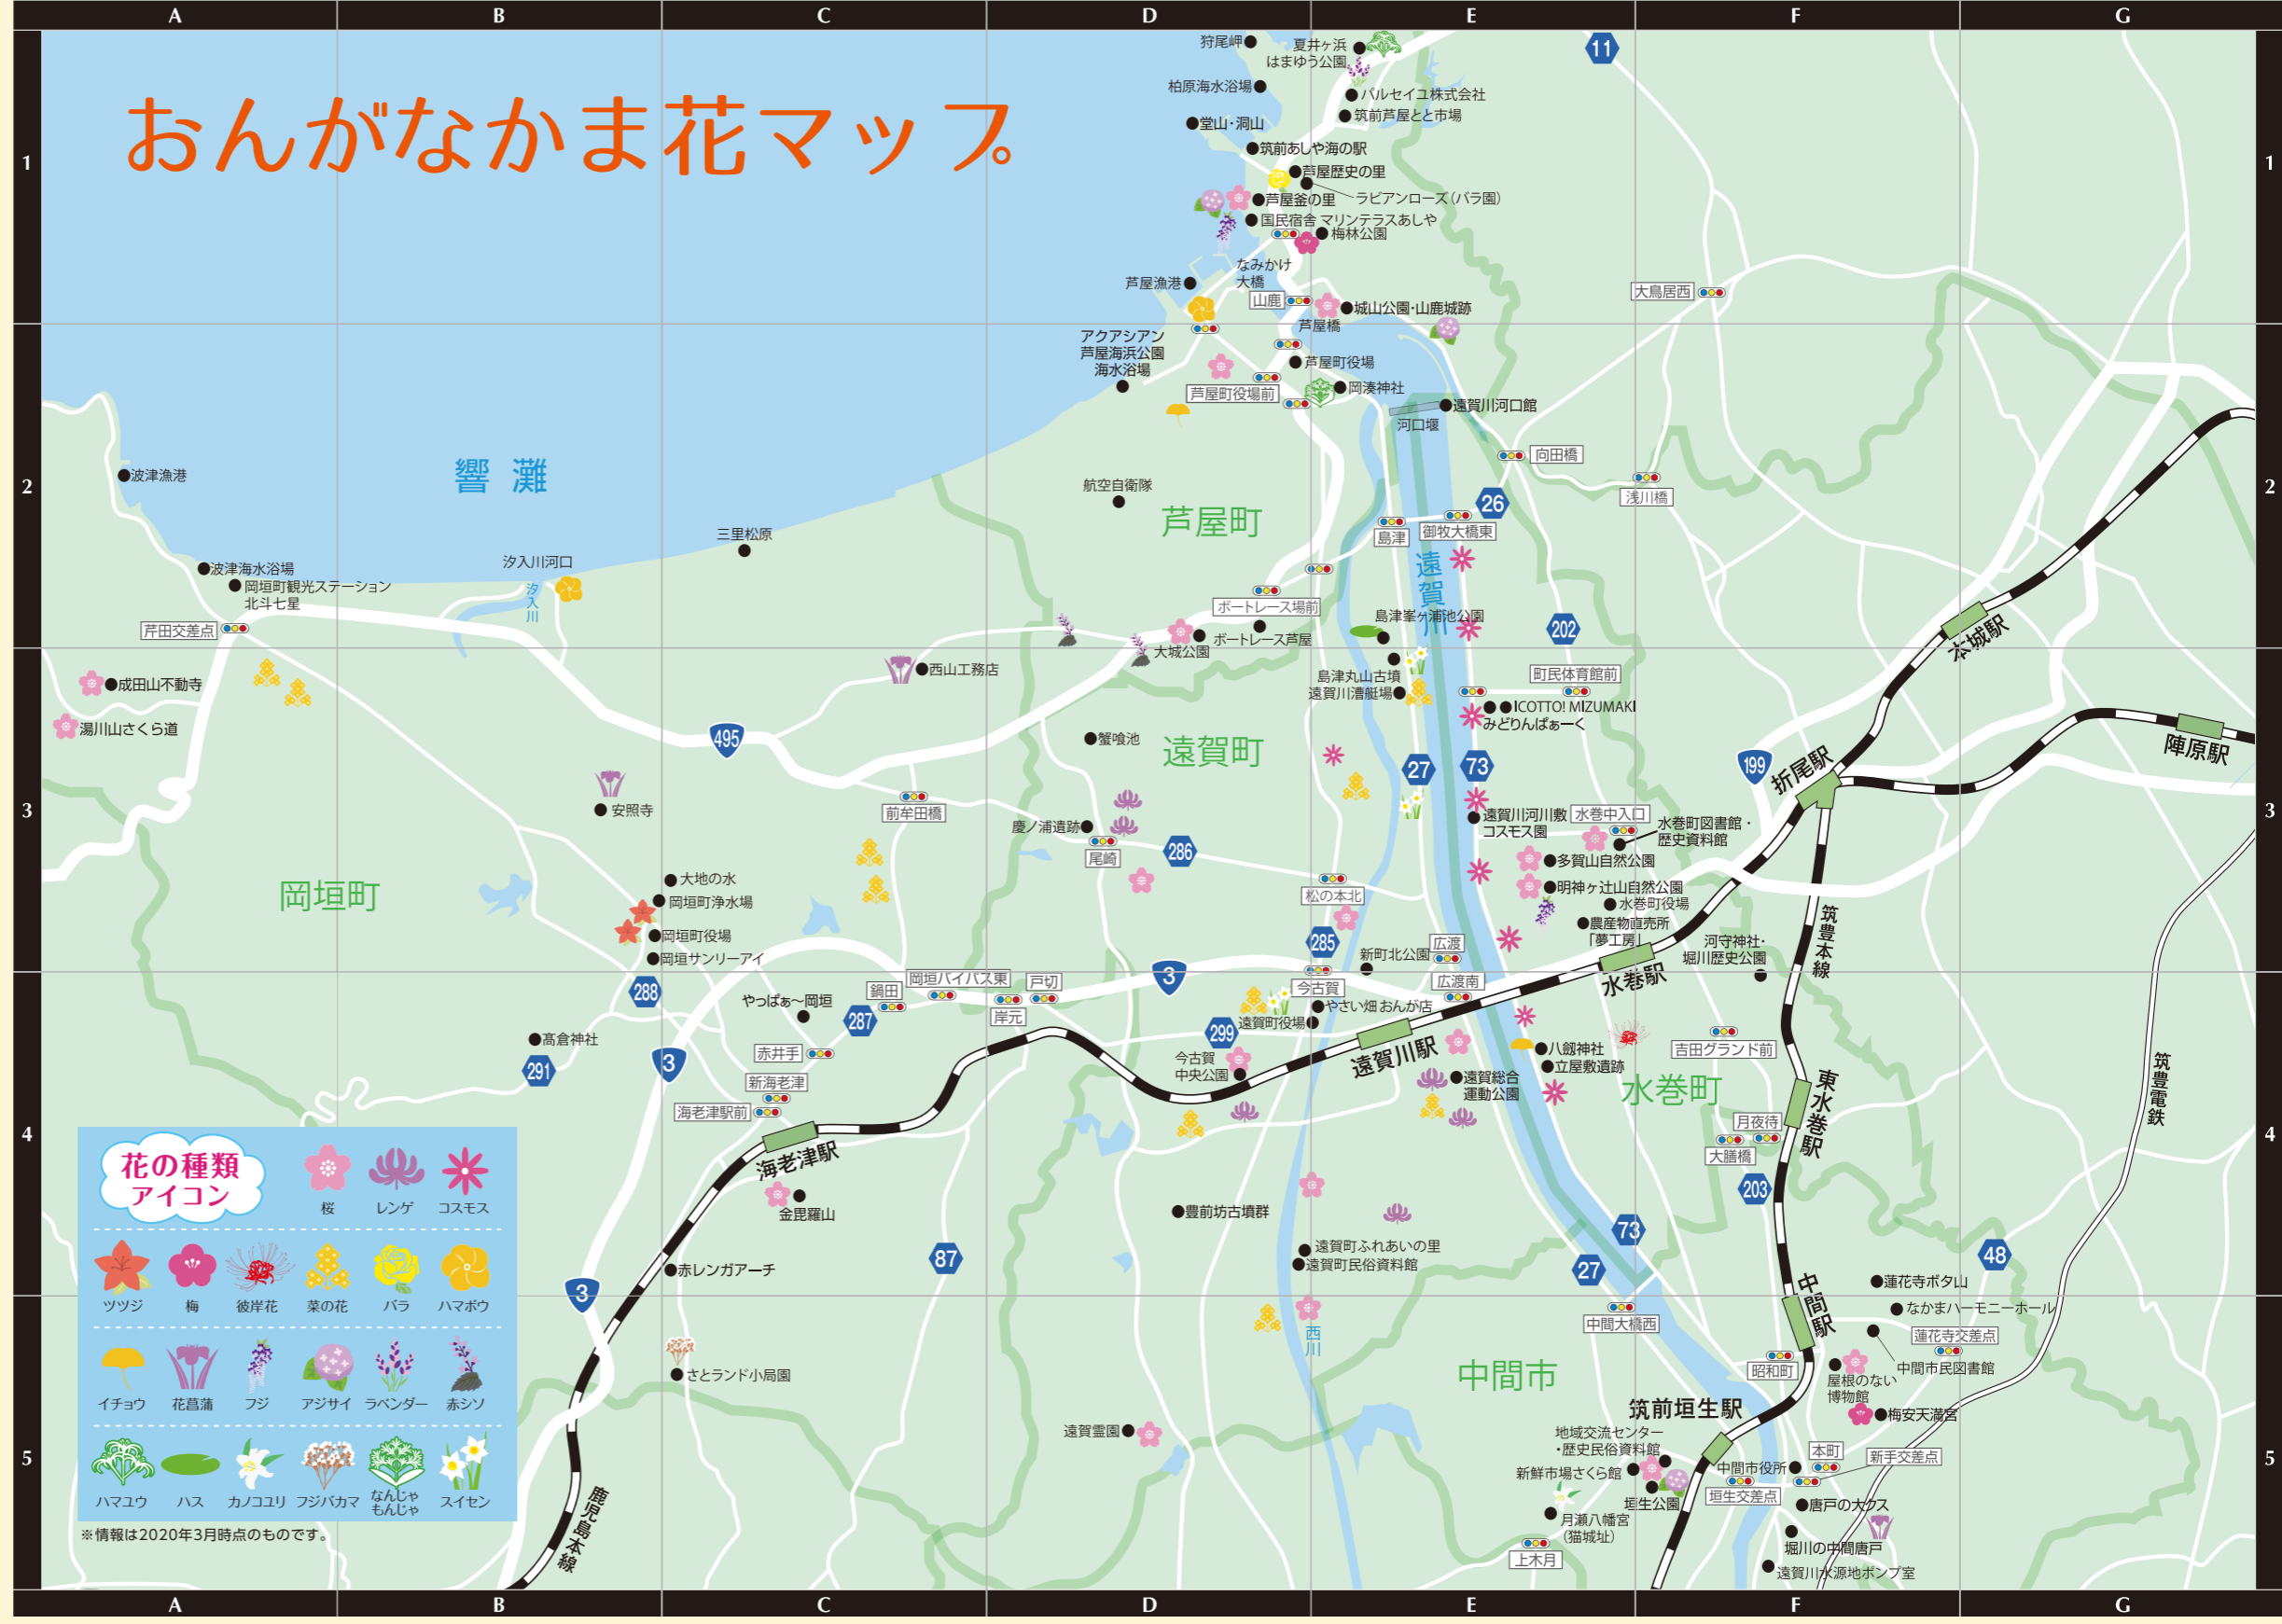 A B C D E F G
おんがなかま花マップ
狩尾岬
夏井ヶ浜
はまゆう公園
11
柏原海水浴場
バルセイユ株式会社
筑前芦屋とと市場
堂山・洞山
筑前あしや海の駅
1
1
芦屋歴史の里
ラビアンローズ(バラ園)
芦屋釜の里
国民宿舎 マリンテラスあしや
梅林公園
なみかけ
大橋
芦屋漁港
山鹿
城山公園・山鹿城跡
大鳥居西
芦屋橋
アクアシアン
芦屋海浜公園
海水浴場
芦屋町役場
芦屋町役場前
岡湊神社
遠賀川河口館
河口堰
向田橋
波津漁港
響灘
2
2
航空自衛隊
26
浅川橋
芦屋町
三里松原
島津
御牧大橋東
遠賀川
波津海水浴場
汐入川河口
汐入川
岡垣町観光ステーション
北斗七星
芹田交差点
ボートレース場前
ボートレース芦屋
大城公園
島津峯ヶ浦池公園
202
本城駅
成田山不動寺
西山工務店
島津丸山古墳
遠賀川漕艇場
町民体育館前
ICOTTO! MIZUMAKI
みどりんぱぁーく
湯川山さくら道
495
蟹喰池
遠賀町
27
73
199
折尾駅
陣原駅
3
3
安照寺
前牟田橋
慶ノ浦遺跡
尾崎
286
遠賀川河川敷
コスモス園
水巻中入口
水巻町図書館・
歴史資料館
多賀山自然公園
岡垣町
大地の水
岡垣町浄水場
松の本北
明神ヶ辻山自然公園
水巻町役場
農産物直売所
「夢工房」
岡垣町役場
岡垣サンリーアイ
285
新町北公園
広渡
河守神社・
堀川歴史公園
筑豊本線
288
やっぱぁ〜岡垣
鍋田
岡垣バイパス東
戸切
岸元
3
今古賀
広渡南
水巻駅
287
やさい畑 おんが店
299
遠賀町役場
高倉神社
291
3
赤井手
新海老津
海老津駅前
今古賀
中央公園
遠賀川駅
八劔神社
立屋敷遺跡
吉田グランド前
遠賀総合
運動公園
水巻町
東水巻駅
筑豊電鉄
4
4
海老津駅
月夜待
大膳橋
203
金毘羅山
豊前坊古墳群
73
遠賀町ふれあいの里
遠賀町民俗資料館
27
48
赤レンガアーチ
87
3
蓮花寺ボタ山
なかまハーモニーホール
中間駅
中間大橋西
西川
蓮花寺交差点
昭和町
中間市民図書館
屋根のない
博物館
さとランド小局園
中間市
筑前垣生駅
梅安天満宮
遠賀霊園
地域交流センター
・歴史民俗資料館
5
5
新鮮市場さくら館
垣生公園
中間市役所
本町
新手交差点
垣生交差点
唐戸の大クス
月瀬八幡宮
(猫城址)
堀川の中間唐戸
上木月
遠賀川水源地ポンプ室
鹿児島本線
花の種類
アイコン
桜 レンゲ コスモス
ツツジ 梅 彼岸花 菜の花 バラ ハマボウ
イチョウ 花菖蒲 フジ アジサイ ラベンダー 赤シソ
ハマユウ ハス カノコユリ フジバカマ なんじゃ
もんじゃ スイセン
※情報は2020年3月時点のものです。
A B C D E F G